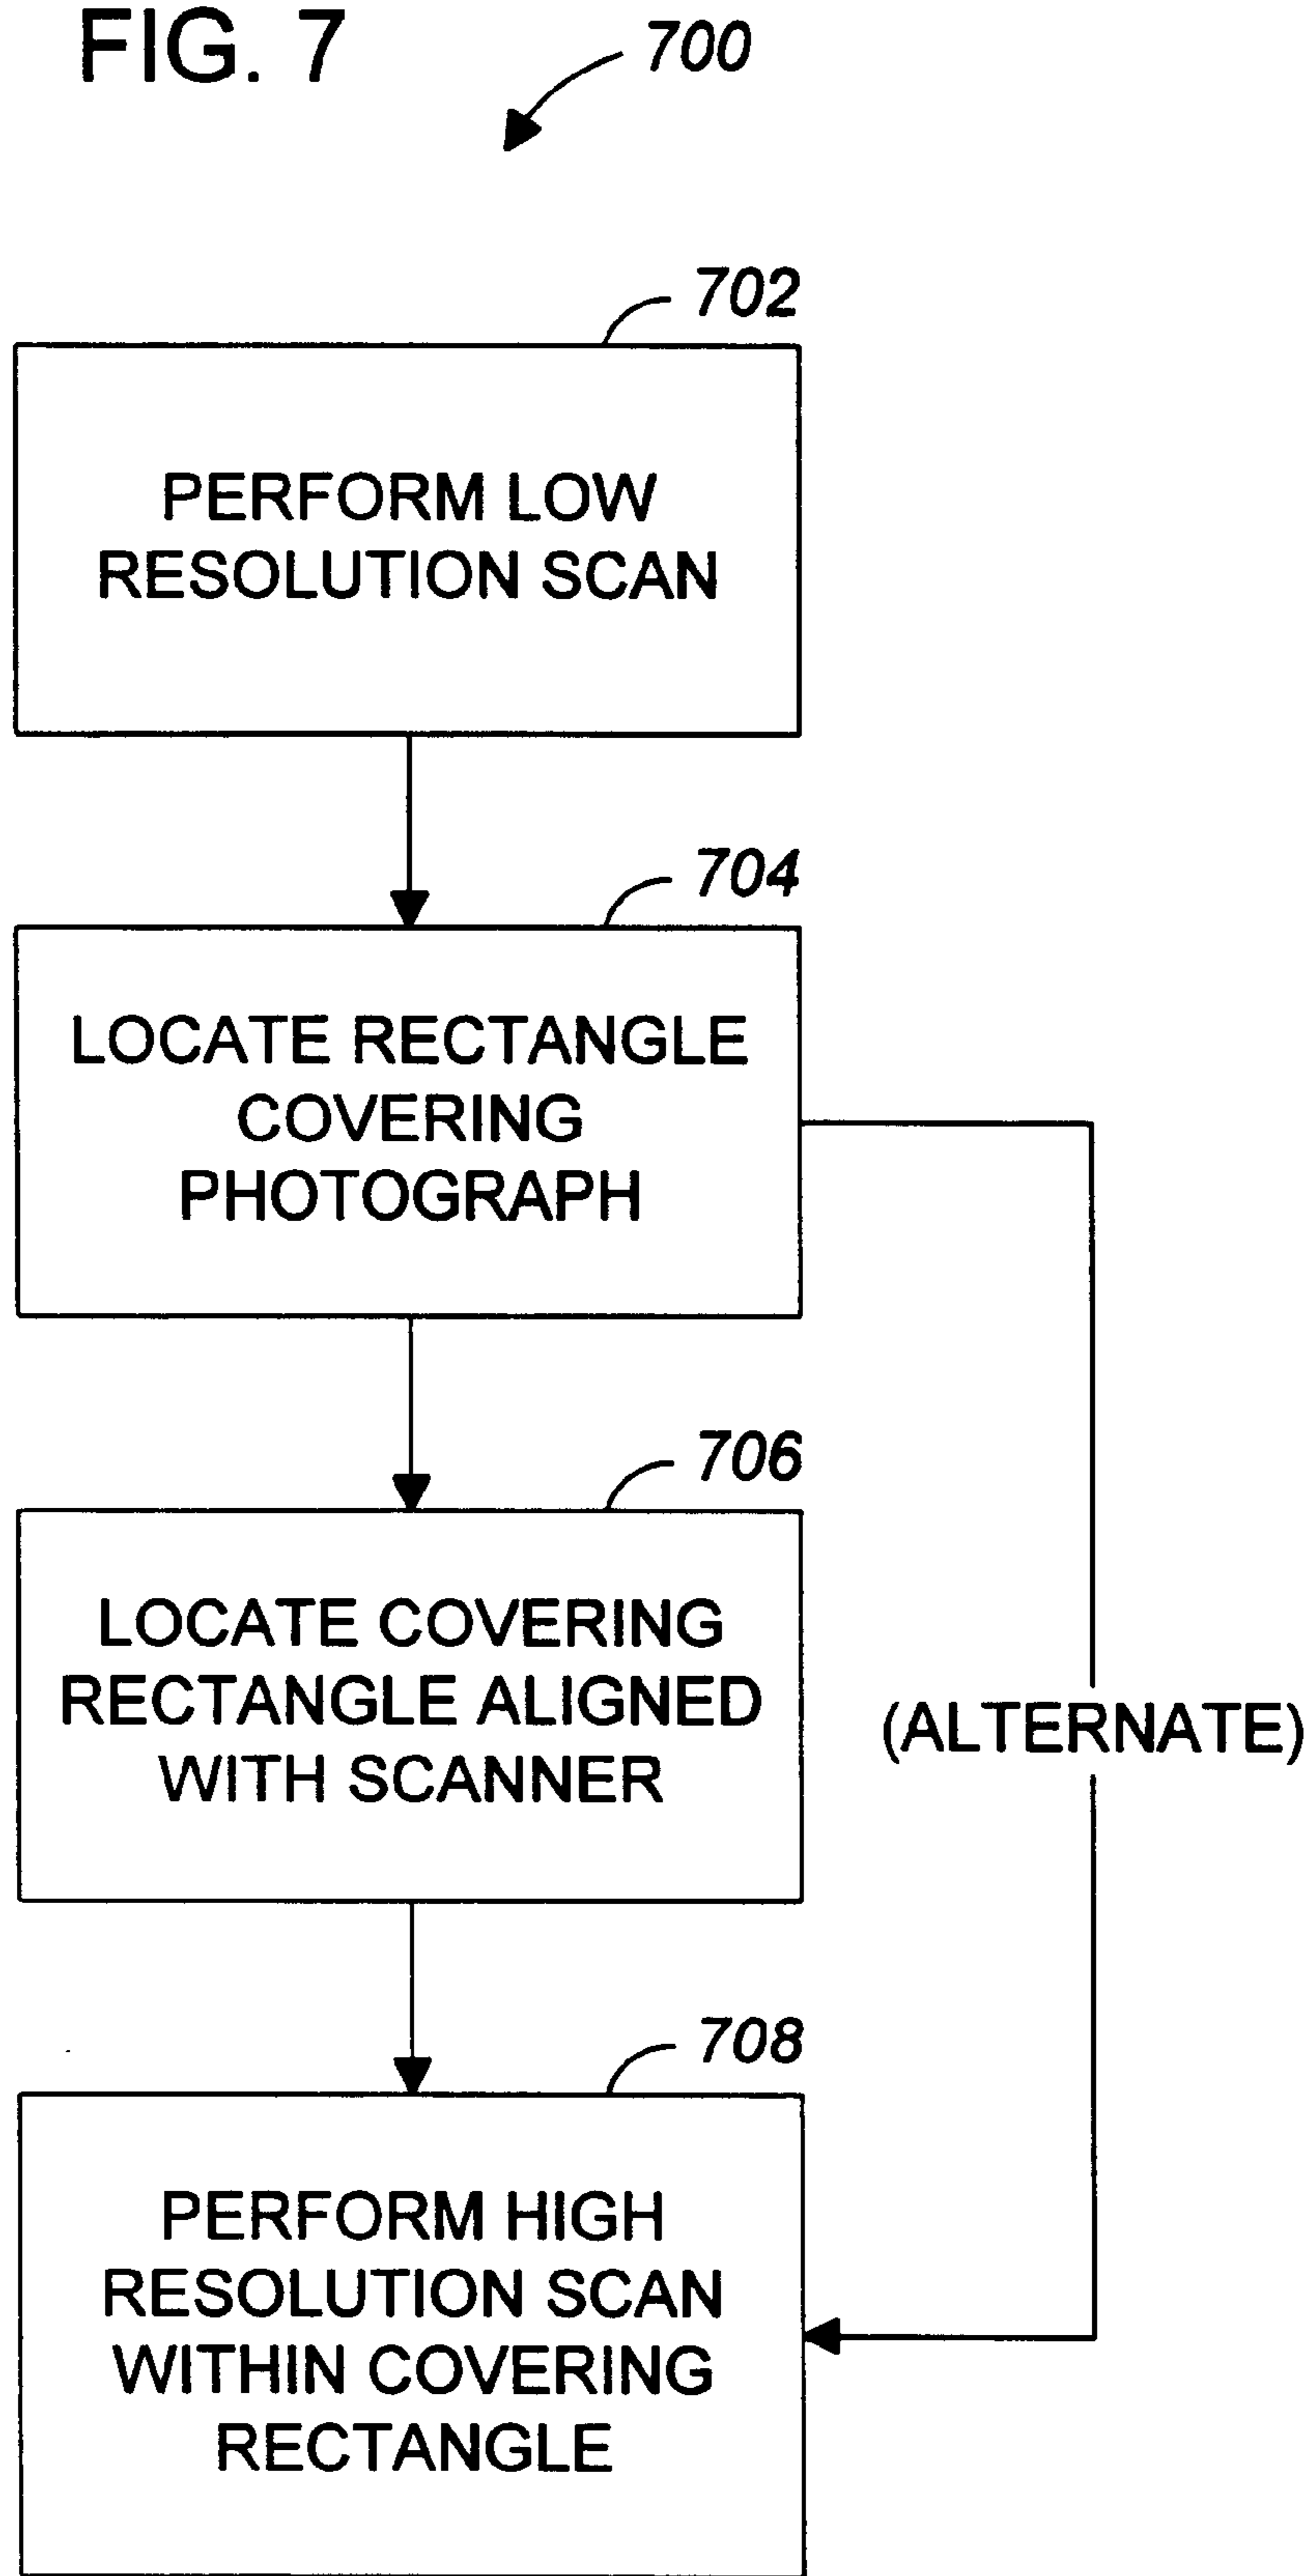 FIG. 7
700
702
PERFORM LOW
RESOLUTION SCAN
704
LOCATE RECTANGLE
COVERING
PHOTOGRAPH
706
LOCATE COVERING
RECTANGLE ALIGNED
WITH SCANNER
(ALTERNATE)
708
PERFORM HIGH
RESOLUTION SCAN
WITHIN COVERING
RECTANGLE